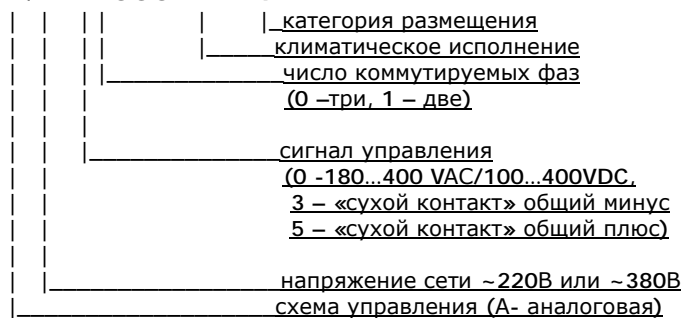 категория размещения
климатическое исполнение
число коммутируемых фаз
(0 –три, 1 – две)
сигнал управления
(0 -180...400 VAC/100...400VDC,
3 – «сухой контакт» общий минус
5 – «сухой контакт» общий плюс)
напряжение сети ~220В или ~380В
схема управления (А- аналоговая)